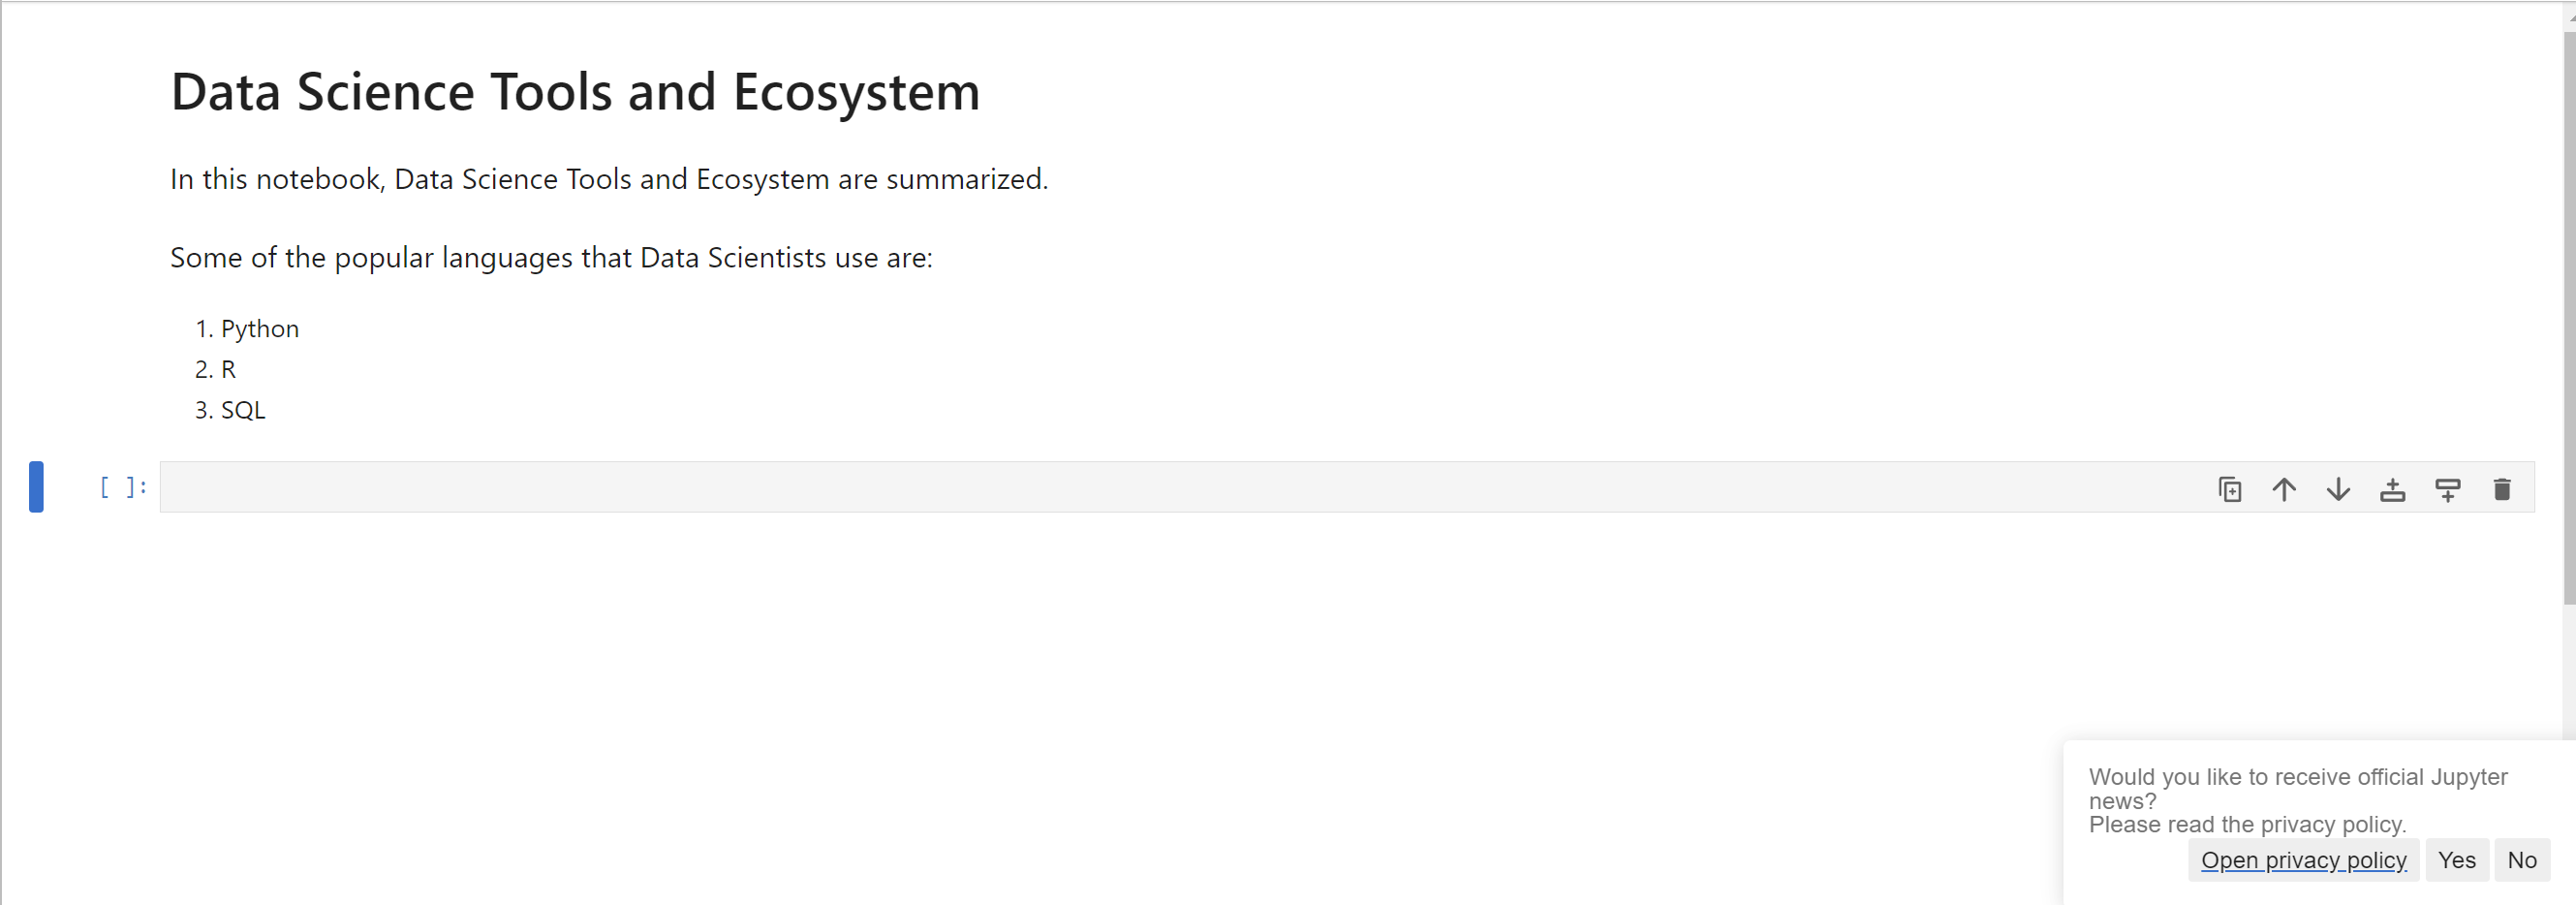 Data Science Tools and Ecosystem
In this notebook, Data Science Tools and Ecosystem are summarized.
Some of the popular languages that Data Scientists use are:
1. Python
2. R
3. SQL
[ ]:
Would you like to receive official Jupyter
news?
Please read the privacy policy.
Open privacy policy Yes No